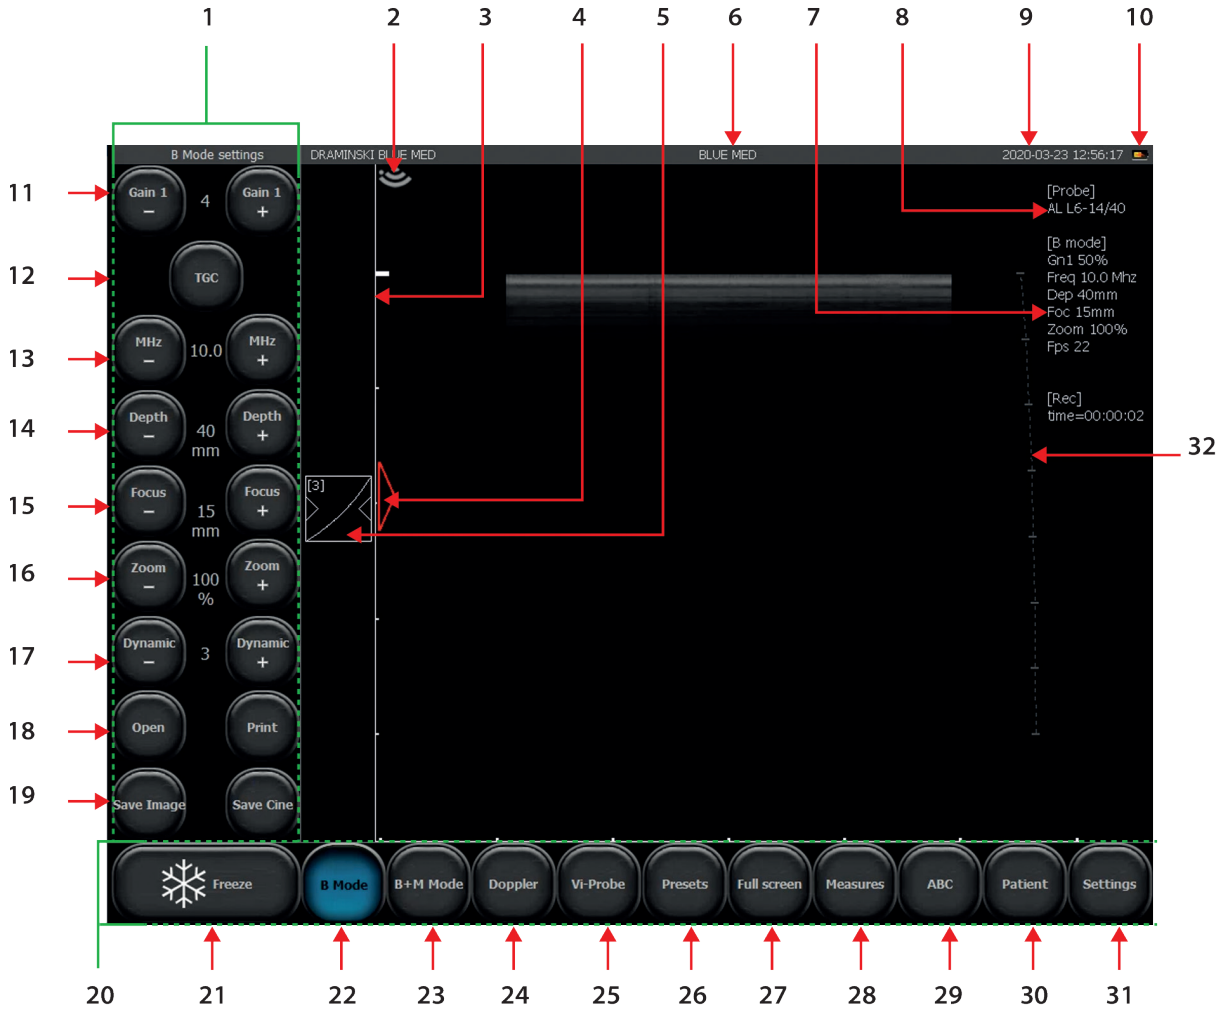 1 2 3 4 5 6 7 8 9 10
B Mode settings DRAMINSKI BLUE MED BLUE MED 2020-03-23 12:56:17
11 Gain 1 − 4 Gain 1 +
[Probe]
AL L6-14/40
12 TGC
[B mode]
Gn1 50%
Freq 10.0 Mhz
Dep 40mm
Foc 15mm
Zoom 100%
Fps 22
13 MHz − 10.0 MHz +
[Rec]
time=00:00:02
14 Depth − 40 mm Depth +
32
[3]
15 Focus − 15 mm Focus +
16 Zoom − 100 % Zoom +
17 Dynamic − 3 Dynamic +
18 Open Print
19 Save Image Save Cine
Freeze B Mode B+M Mode Doppler Vi-Probe Presets Full screen Measures ABC Patient Settings
20 21 22 23 24 25 26 27 28 29 30 31